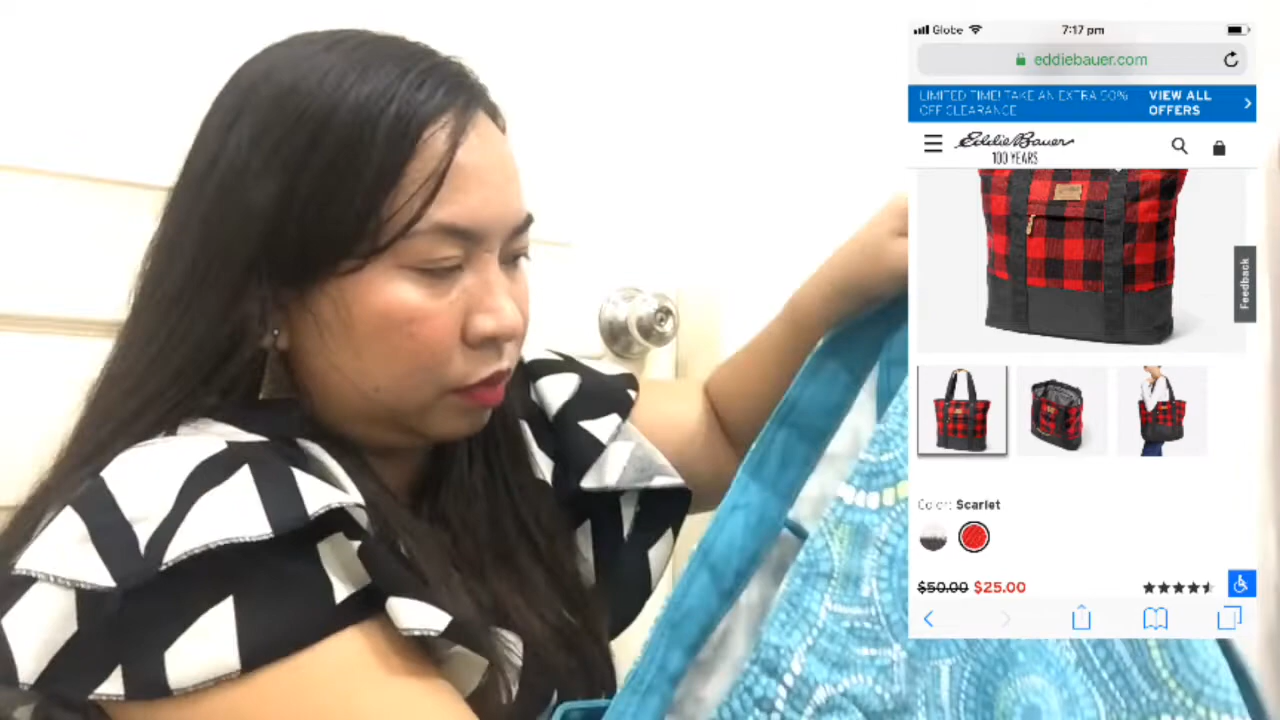 Globe
7:17 pm
eddiebauer.com
LIMITED TIME! TAKE AN EXTRA 50%
OFF CLEARANCE
VIEW ALL
OFFERS
Eddie Bauer
100 YEARS
Feedback
Color: Scarlet
$50.00 $25.00